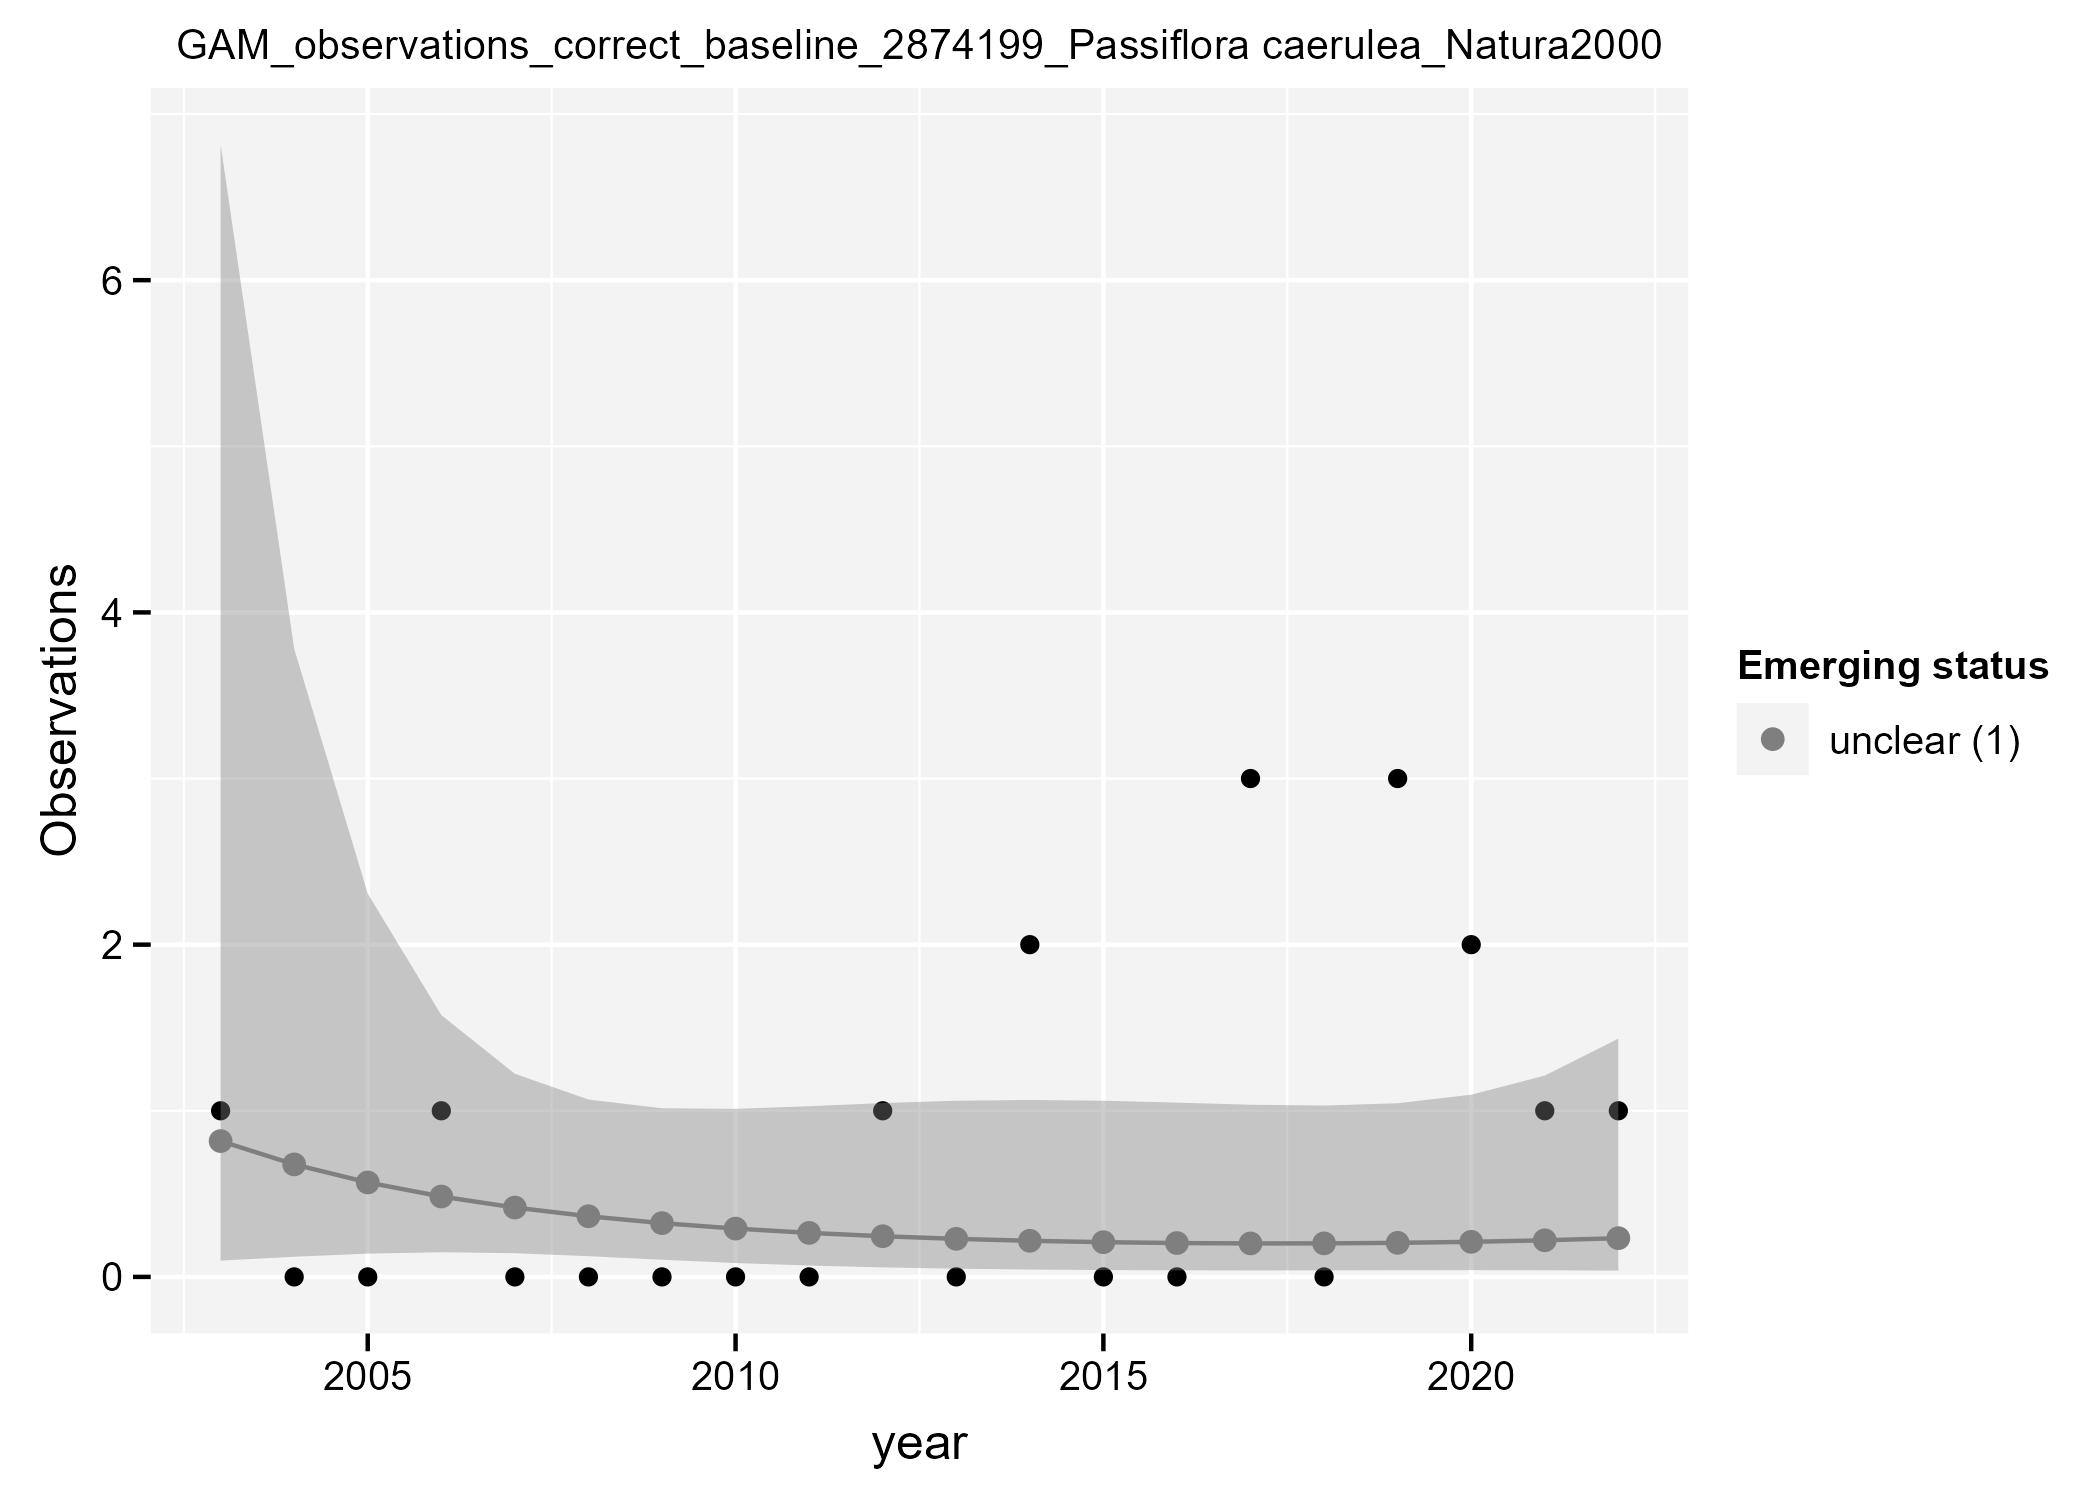 GAM_observations_correct_baseline_2874199_Passiflora caerulea_Natura2000
Observations
6
4
2
0
2005 2010 2015 2020
year
Emerging status
unclear (1)